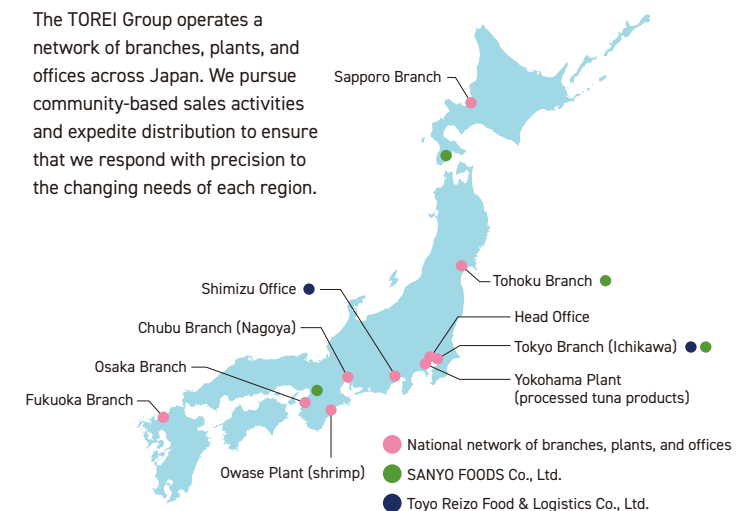 The TOREI Group operates a
network of branches, plants, and
offices across Japan. We pursue
community-based sales activities
and expedite distribution to ensure
that we respond with precision to
the changing needs of each region.
Sapporo Branch
Tohoku Branch
Shimizu Office
Head Office
Chubu Branch (Nagoya)
Tokyo Branch (Ichikawa)
Osaka Branch
Yokohama Plant
(processed tuna products)
Fukuoka Branch
Owase Plant (shrimp)
National network of branches, plants, and offices
SANYO FOODS Co., Ltd.
Toyo Reizo Food & Logistics Co., Ltd.